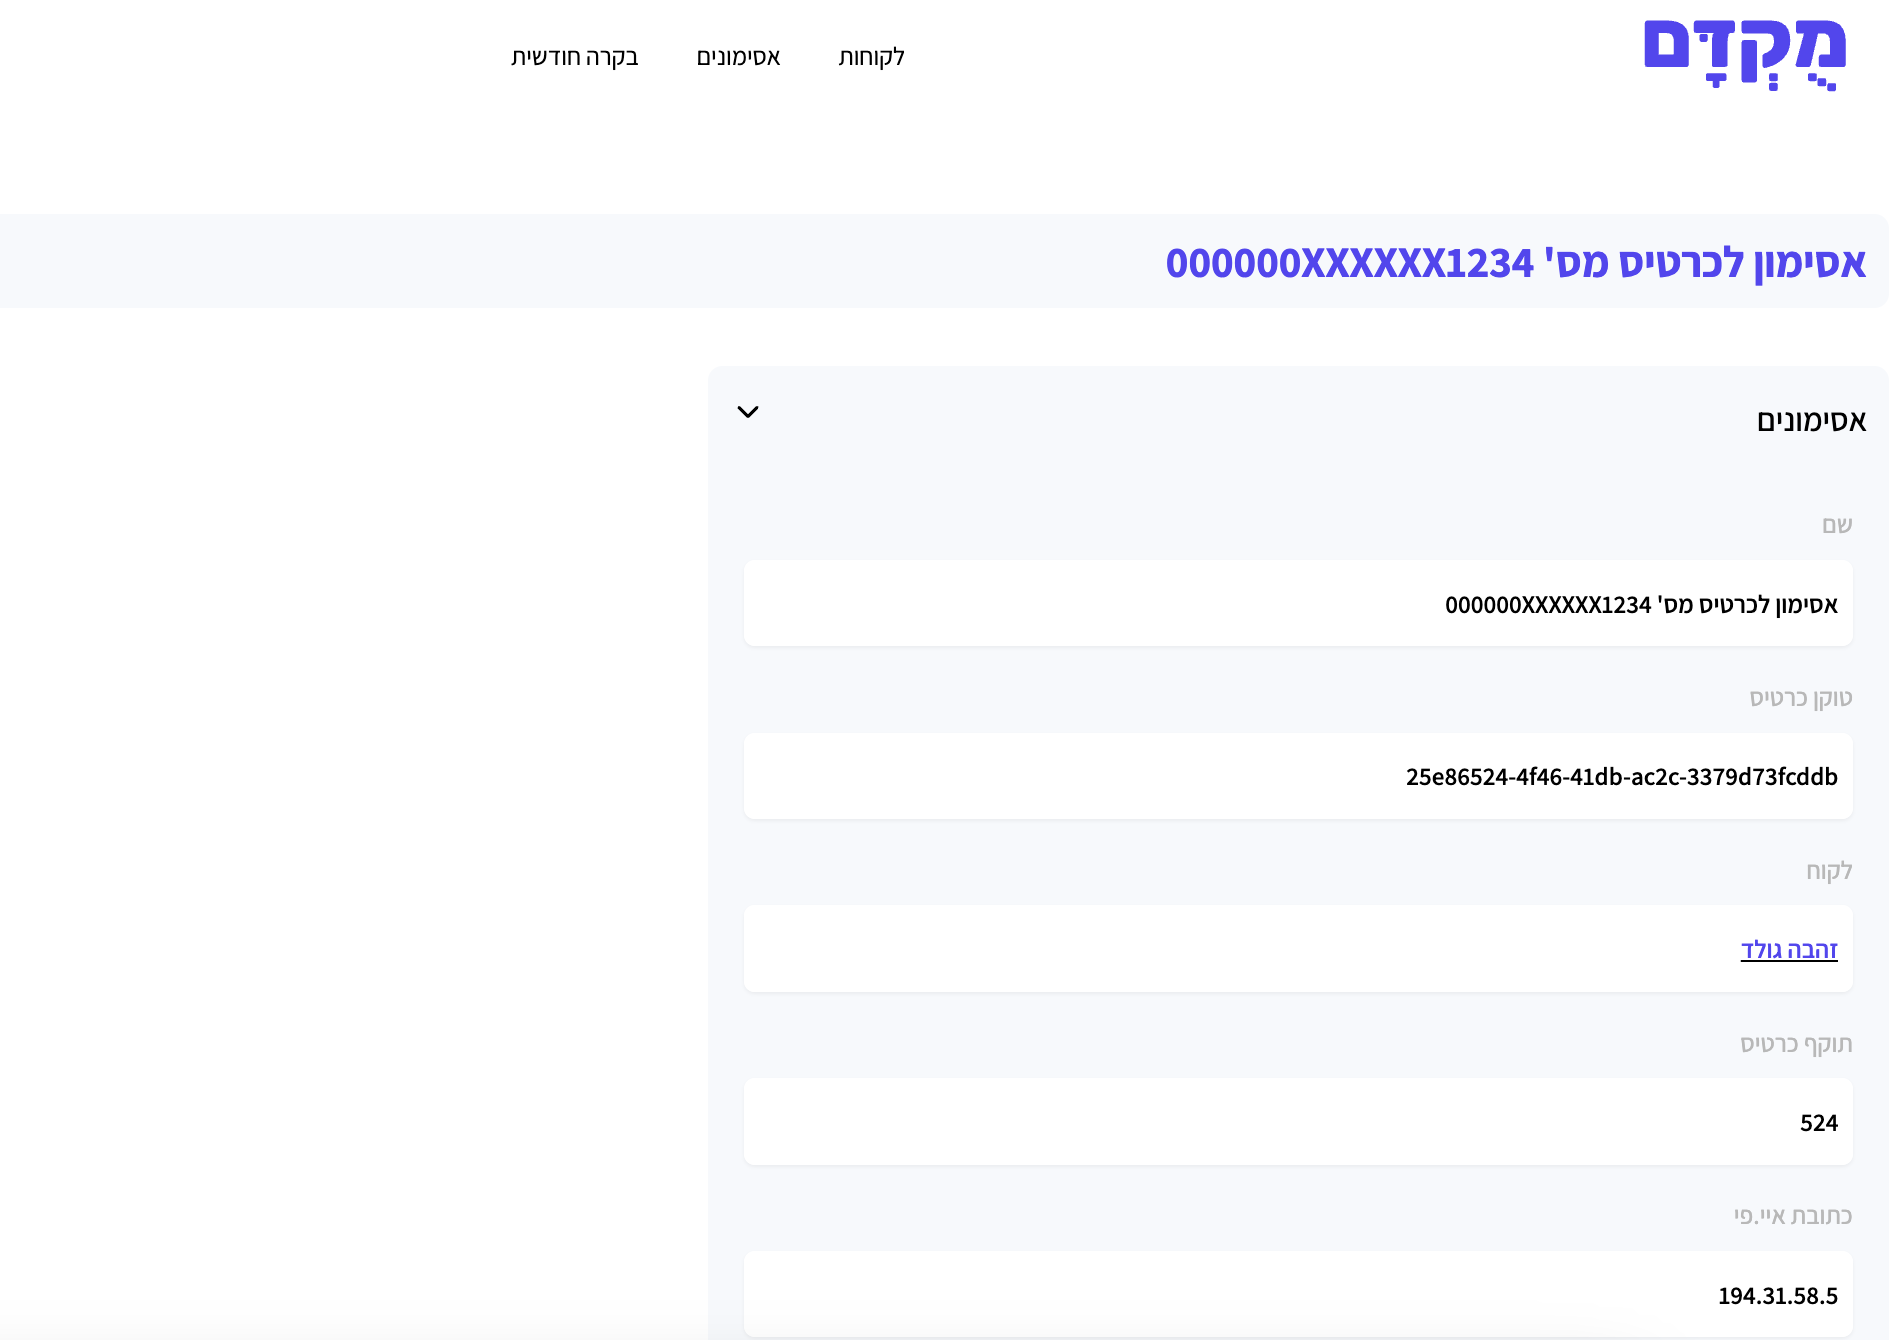 מֻקְדָּם
לקוחות
אסימונים
בקרה חודשית
אסימון לכרטיס מס' 000000XXXXXX1234
אסימונים
שם
אסימון לכרטיס מס' 000000XXXXXX1234
טוקן כרטיס
25e86524-4f46-41db-ac2c-3379d73fcddb
לקוח
זהבה גולד
תוקף כרטיס
524
כתובת איי.פי
194.31.58.5